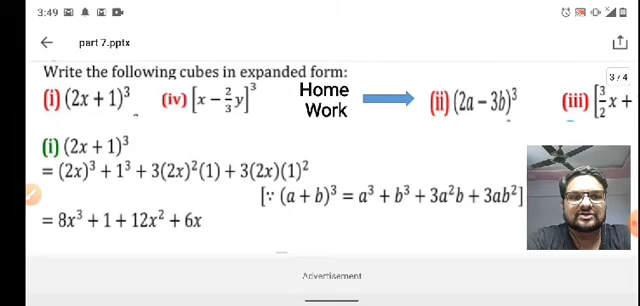 3:49
part 7.pptx
3 / 4
Write the following cubes in expanded form:
(i) (2x + 1)³ (iv) [x − 2/3 y]³ Home Work (ii) (2a − 3b)³ (iii) [3/2 x +
(i) (2x + 1)³
= (2x)³ + 1³ + 3(2x)²(1) + 3(2x)(1)²
[∵ (a + b)³ = a³ + b³ + 3a²b + 3ab²]
= 8x³ + 1 + 12x² + 6x
Advertisement